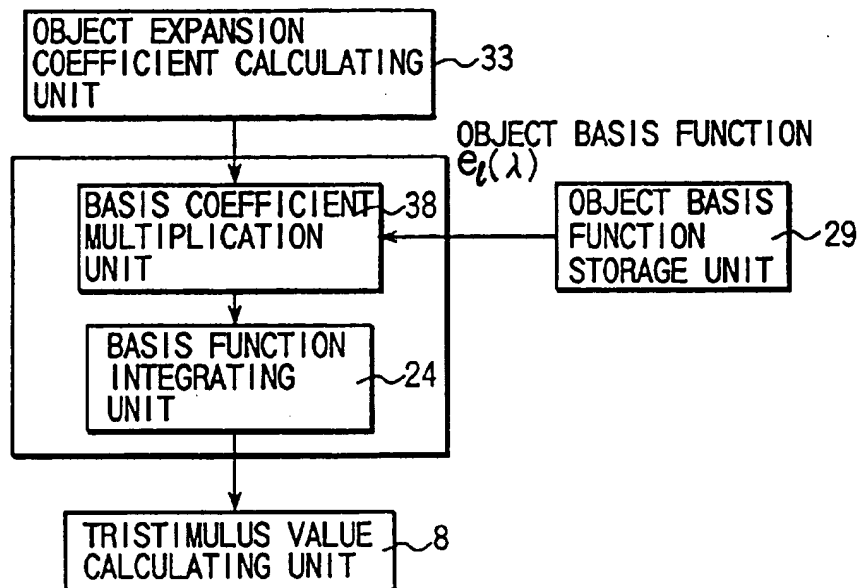 OBJECT EXPANSION
COEFFICIENT CALCULATING
UNIT
33
OBJECT BASIS FUNCTION
eℓ(λ)
BASIS COEFFICIENT
MULTIPLICATION
UNIT
38
OBJECT BASIS
FUNCTION
STORAGE UNIT
29
BASIS FUNCTION
INTEGRATING
UNIT
24
TRISTIMULUS VALUE
CALCULATING UNIT
8